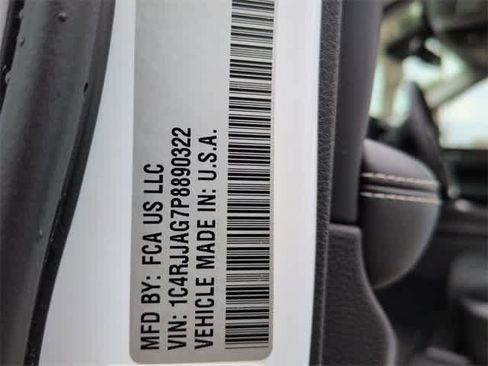 MFD BY: FCA US LLC
VIN: 1C4RJJAG7P8890322
VEHICLE MADE IN: U.S.A.